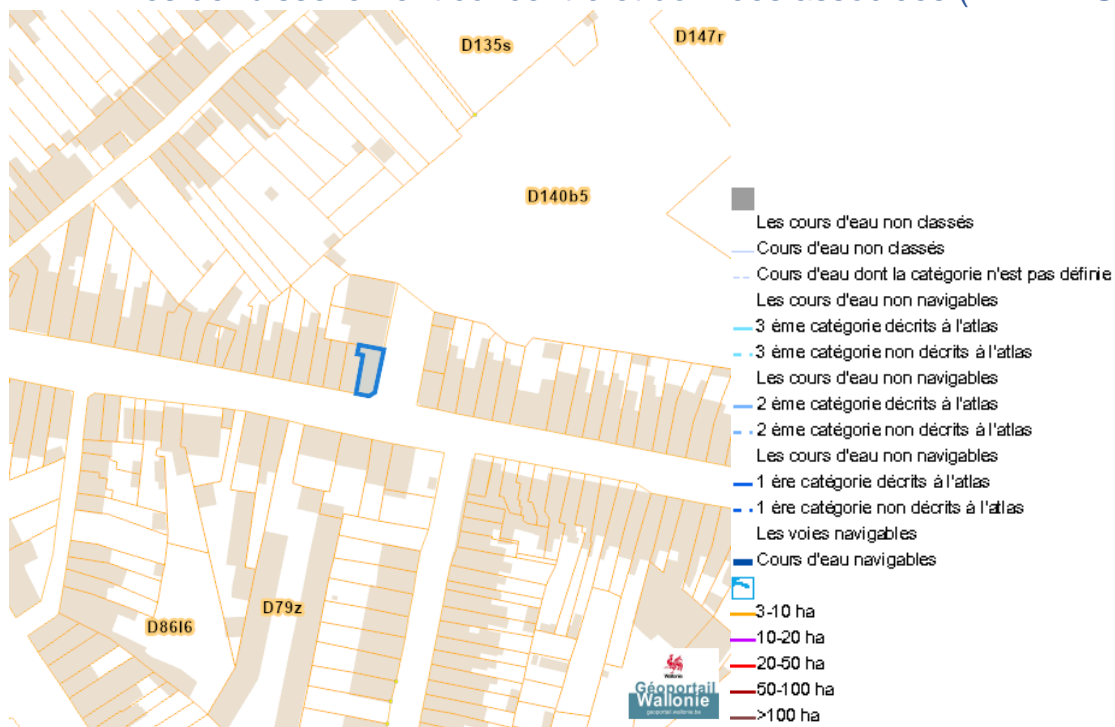 D135s
D147r
D140b5
D86l6
D79z
Les cours d'eau non classés
Cours d'eau non classés
Cours d'eau dont la catégorie n'est pas définie
Les cours d'eau non navigables
3 ème catégorie décrits à l'atlas
3 ème catégorie non décrits à l'atlas
Les cours d'eau non navigables
2 ème catégorie décrits à l'atlas
2 ème catégorie non décrits à l'atlas
Les cours d'eau non navigables
1 ère catégorie décrits à l'atlas
1 ère catégorie non décrits à l'atlas
Les voies navigables
Cours d'eau navigables
3-10 ha
10-20 ha
20-50 ha
50-100 ha
>100 ha
Wallonie
Géoportail
Wallonie
geoportail.wallonie.be